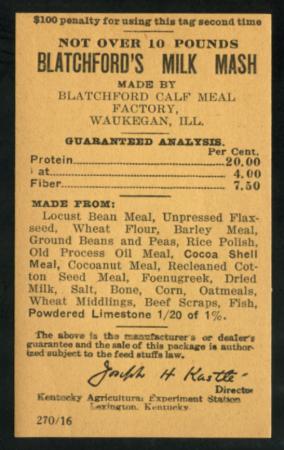 $100 penalty for using this tag second time
NOT OVER 10 POUNDS
BLATCHFORD'S MILK MASH
MADE BY
BLATCHFORD CALF MEAL
FACTORY,
WAUKEGAN, ILL.
GUARANTEED ANALYSIS.
Per Cent.
Protein 20.00
at 4.00
Fiber 7.50
MADE FROM:
Locust Bean Meal, Unpressed Flax-
seed, Wheat Flour, Barley Meal,
Ground Beans and Peas, Rice Polish,
Old Process Oil Meal, Cocoa Shell
Meal, Cocoanut Meal, Recleaned Cot-
ton Seed Meal, Foenugreek, Dried
Milk, Salt, Bone, Corn, Oatmeals,
Wheat Middlings, Beef Scraps, Fish,
Powdered Limestone 1/20 of 1%.
The above is the manufacturer's or dealer's
guarantee and the sale of this package is author-
ized subject to the feed stuffs law.
Joseph H Kastle
Director
Kentucky Agricultural Experiment Station
Lexington, Kentucky
270/16